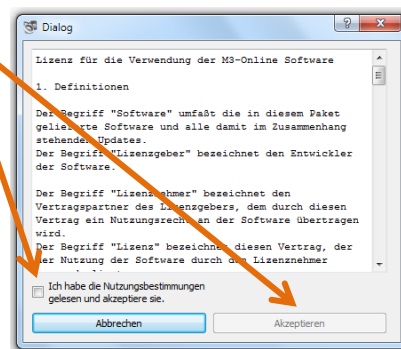 Dialog
Lizenz für die Verwendung der M3-Online Software
1. Definitionen
Der Begriff "Software" umfaßt die in diesem Paket
gelieferte Software und alle damit im Zusammenhang
stehenden Updates.
Der Begriff "Lizenzgeber" bezeichnet den Entwickler
der Software.
Der Begriff "Lizenznehmer" bezeichnet den
Vertragspartner des Lizenzgebers, dem durch diesen
Vertrag ein Nutzungsrecht an der Software übertragen
wird.
Der Begriff "Lizenz" bezeichnet diesen Vertrag, der
der Nutzung der Software durch den Lizenznehmer
Ich habe die Nutzungsbestimmungen
gelesen und akzeptiere sie.
Abbrechen
Akzeptieren